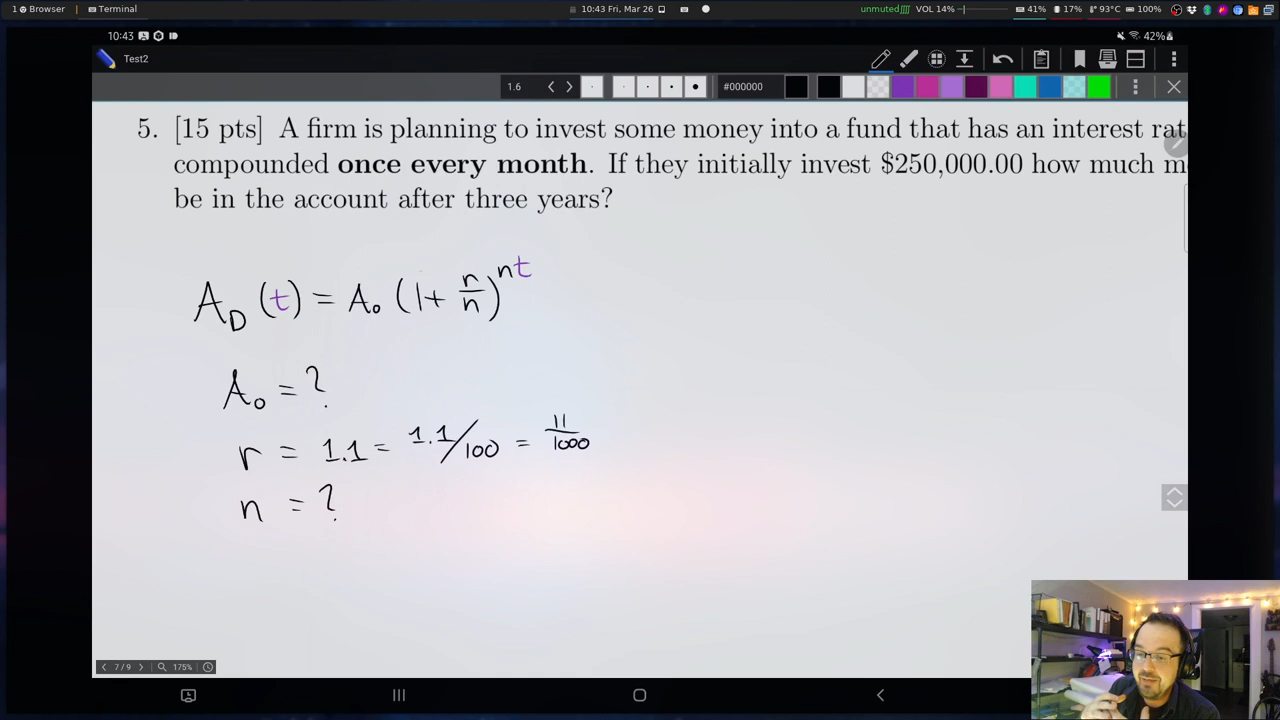 1 Browser Terminal 10:43 Fri, Mar 26 unmuted VOL 14% 41% 17% 93°C 100%
10:43 42%
Test2
1.6 #000000
5. [15 pts] A firm is planning to invest some money into a fund that has an interest rat
compounded once every month. If they initially invest $250,000.00 how much m
be in the account after three years?
A_D (t) = A_0 (1 + r/n)^nt
A_0 = ?
r = 1.1 = 1.1/100 = 11/1000
n = ?
7/9 175%